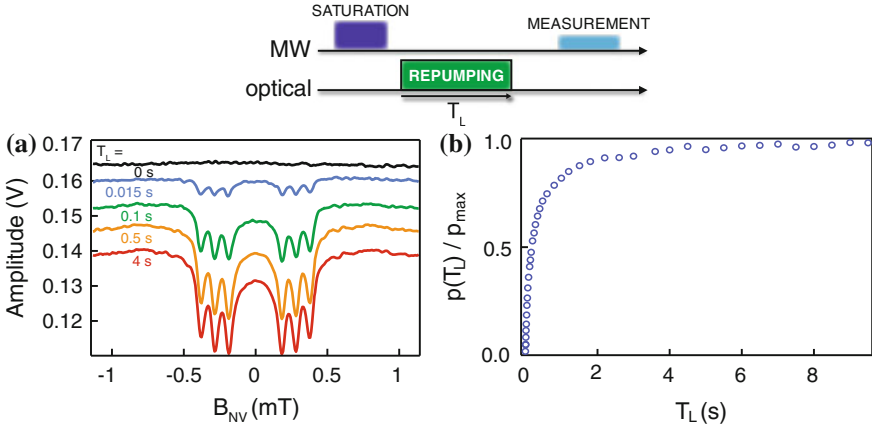 SATURATION
MEASUREMENT
MW
REPUMPING
optical
T_L
(a)
0.17
0.16
0.15
0.14
0.13
0.12
Amplitude (V)
T_L =
0 s
0.015 s
0.1 s
0.5 s
4 s
-1
-0.5
0
0.5
1
B_NV (mT)
(b)
1.0
0.5
0.0
p(T_L) / p_max
0
2
4
6
8
T_L (s)